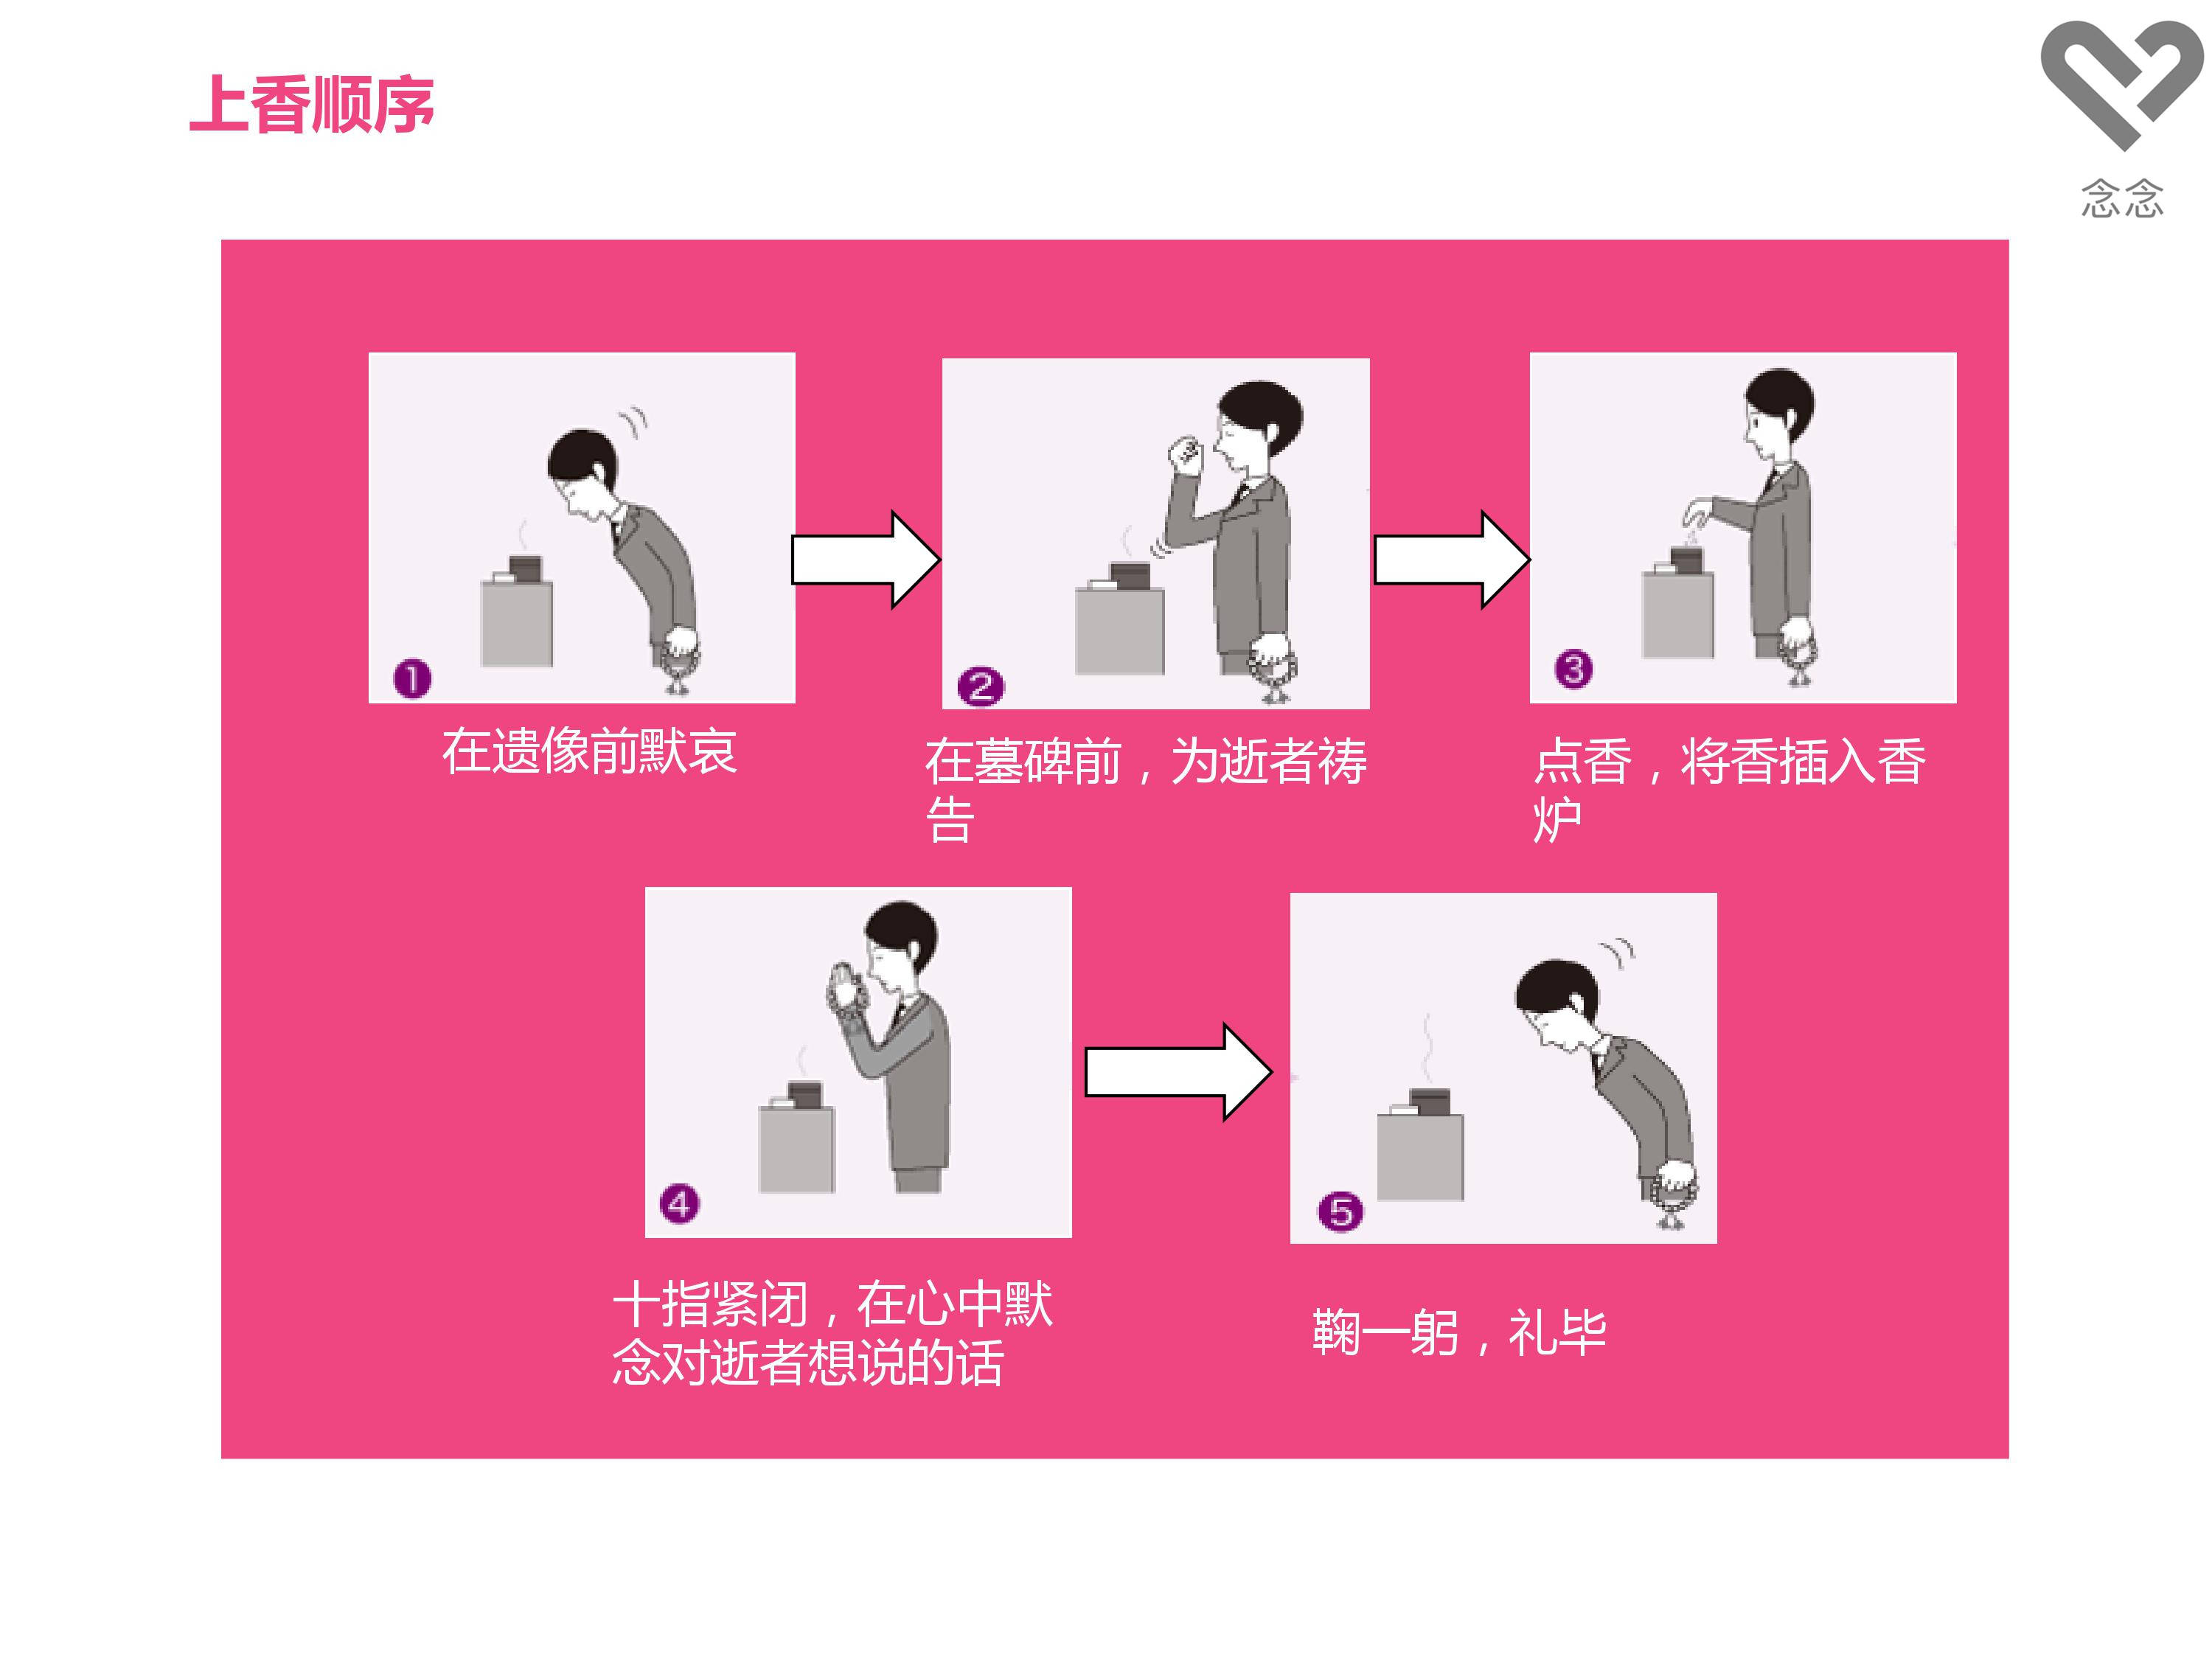 上香顺序
念念
1
在遗像前默哀
2
在墓碑前，为逝者祷
告
3
点香，将香插入香
炉
4
十指紧闭，在心中默
念对逝者想说的话
5
鞠一躬，礼毕